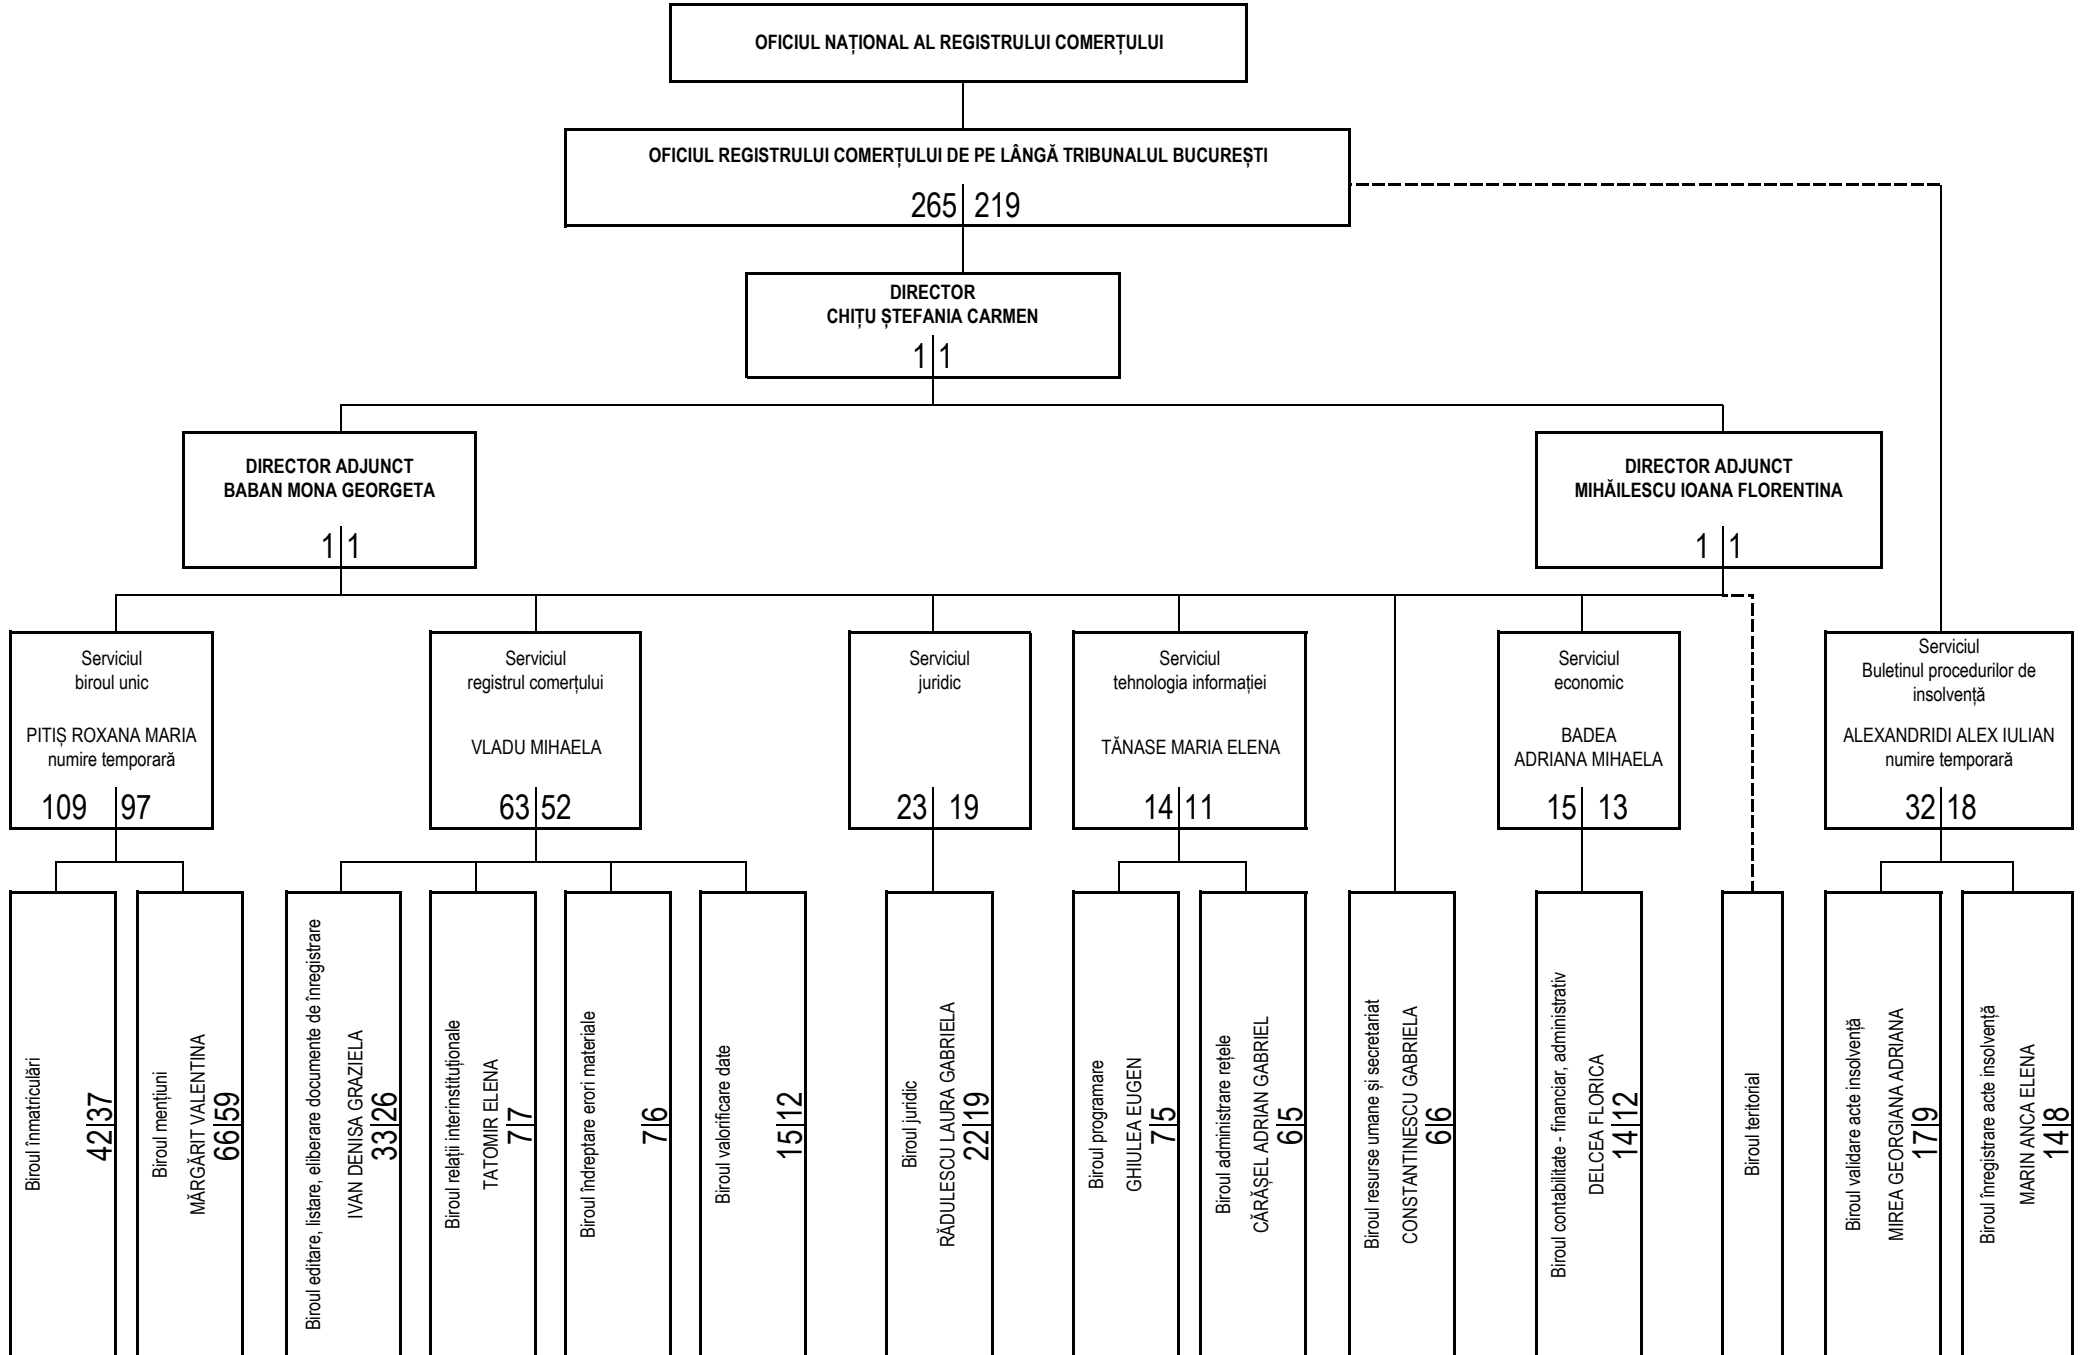 OFICIUL NAȚIONAL AL REGISTRULUI COMERȚULUI
OFICIUL REGISTRULUI COMERȚULUI DE PE LÂNGĂ TRIBUNALUL BUCUREȘTI
265 219
DIRECTOR
CHIȚU ȘTEFANIA CARMEN
1 1
DIRECTOR ADJUNCT
BABAN MONA GEORGETA
1 1
DIRECTOR ADJUNCT
MIHĂILESCU IOANA FLORENTINA
1 1
Serviciul
biroul unic
PITIȘ ROXANA MARIA
numire temporară
109 97
Serviciul
registrul comerțului
VLADU MIHAELA
63 52
Serviciul
juridic
23 19
Serviciul
tehnologia informației
TĂNASE MARIA ELENA
14 11
Serviciul
economic
BADEA
ADRIANA MIHAELA
15 13
Serviciul
Buletinul procedurilor de
insolvență
ALEXANDRIDI ALEX IULIAN
numire temporară
32 18
Biroul înmatriculări
42|37
Biroul mențiuni
MĂRGĂRIT VALENTINA
66|59
Biroul editare, listare, eliberare documente de înregistrare
IVAN DENISA GRAZIELA
33|26
Biroul relații interinstituționale
TATOMIR ELENA
7|7
Biroul îndreptare erori materiale
7|6
Biroul valorificare date
15|12
Biroul juridic
RĂDULESCU LAURA GABRIELA
22|19
Biroul programare
GHIULEA EUGEN
7|5
Biroul administrare rețele
CĂRĂȘEL ADRIAN GABRIEL
6|5
Biroul resurse umane și secretariat
CONSTANTINESCU GABRIELA
6|6
Biroul contabilitate - financiar, administrativ
DELCEA FLORICA
14|12
Biroul teritorial
Biroul validare acte insolvență
MIREA GEORGIANA ADRIANA
17|9
Biroul înregistrare acte insolvență
MARIN ANCA ELENA
14|8